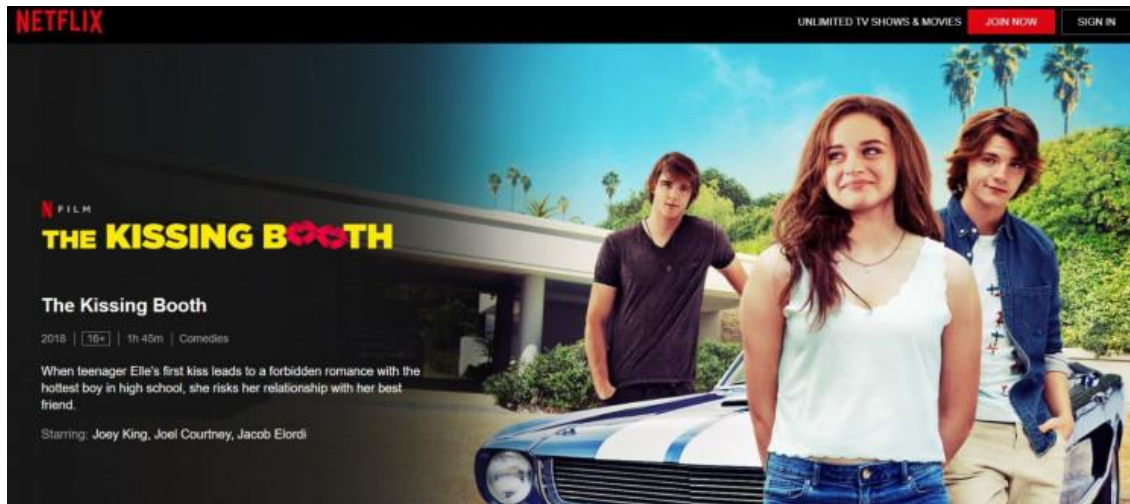 NETFLIX
UNLIMITED TV SHOWS & MOVIES JOIN NOW SIGN IN
N FILM
THE KISSING BOOTH
The Kissing Booth
2018 | 16+ | 1h 45m | Comedies
When teenager Elle's first kiss leads to a forbidden romance with the
hottest boy in high school, she risks her relationship with her best
friend.
Starring: Joey King, Joel Courtney, Jacob Elordi